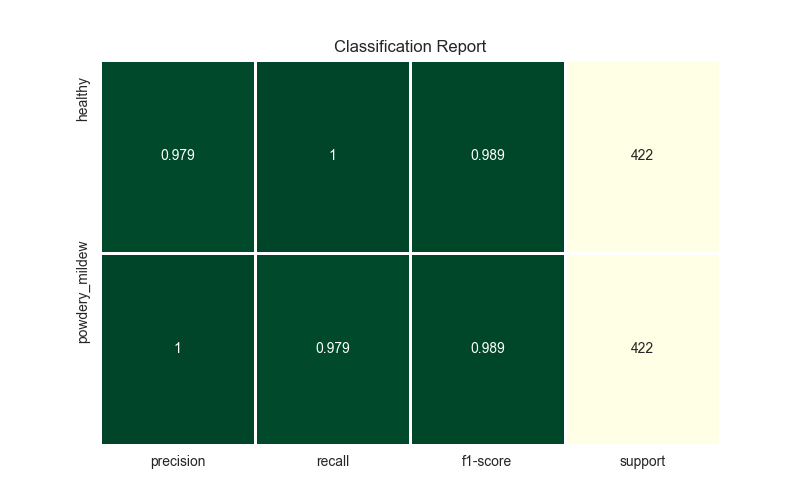 Classification Report
healthy
0.979 1 0.989 422
powdery_mildew
1 0.979 0.989 422
precision recall f1-score support